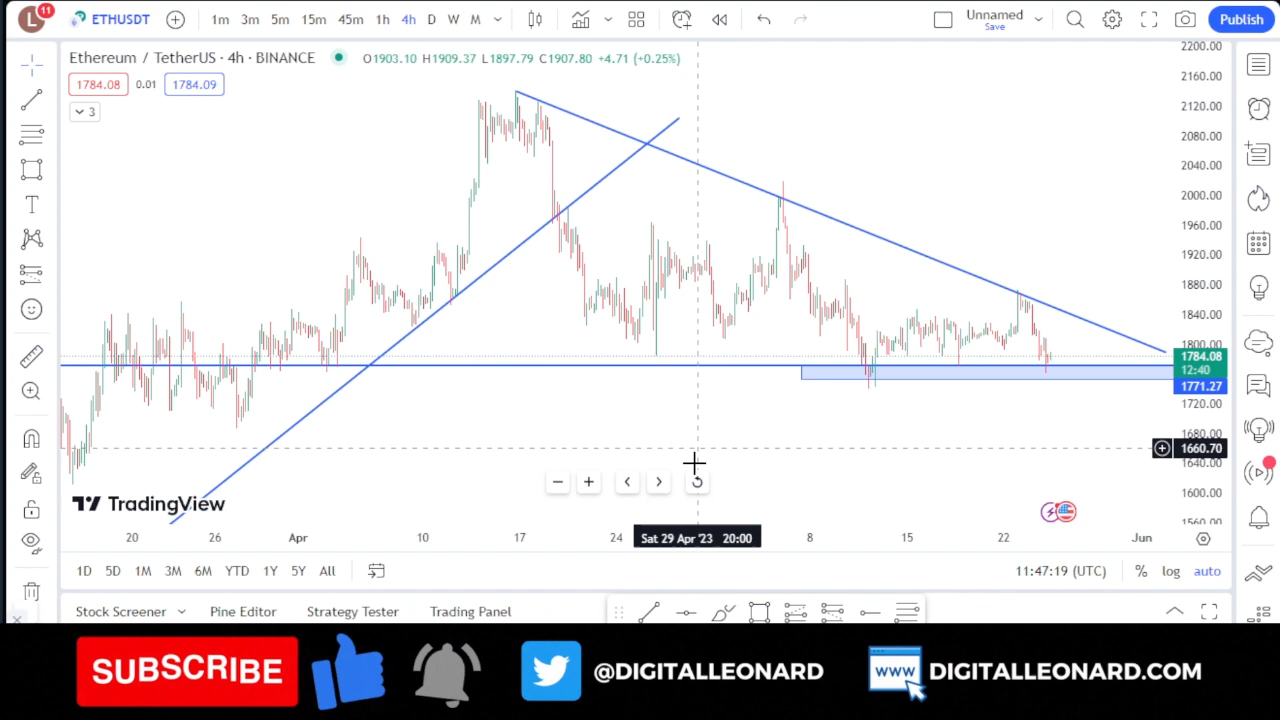 L 11 ETHUSDT 1m 3m 5m 15m 45m 1h 4h D W M Unnamed Save Publish
Ethereum / TetherUS · 4h · BINANCE O1903.10 H1909.37 L1897.79 C1907.80 +4.71 (+0.25%)
1784.08 0.01 1784.09
3
2200.00
2160.00
2120.00
2080.00
2040.00
2000.00
1960.00
1920.00
1880.00
1840.00
1800.00
1784.08
12:40
1771.27
1720.00
1680.00
1660.70
1640.00
1600.00
1560.00
TradingView
20 26 Apr 10 17 24 Sat 29 Apr '23 20:00 8 15 22 Jun
1D 5D 1M 3M 6M YTD 1Y 5Y All 11:47:19 (UTC) % log auto
Stock Screener Pine Editor Strategy Tester Trading Panel
SUBSCRIBE @DIGITALLEONARD WWW DIGITALLEONARD.COM